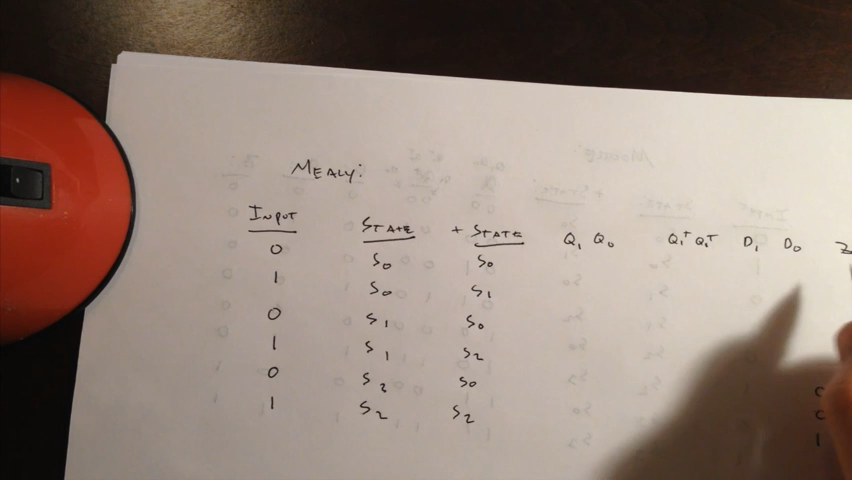 MEALY:
INPUT STATE + STATE Q1 Q0 Q1+ Q1+ D1 D0
0 S0 S0
1 S0 S1
0 S1 S0
1 S1 S2
0 S2 S0
1 S2 S2